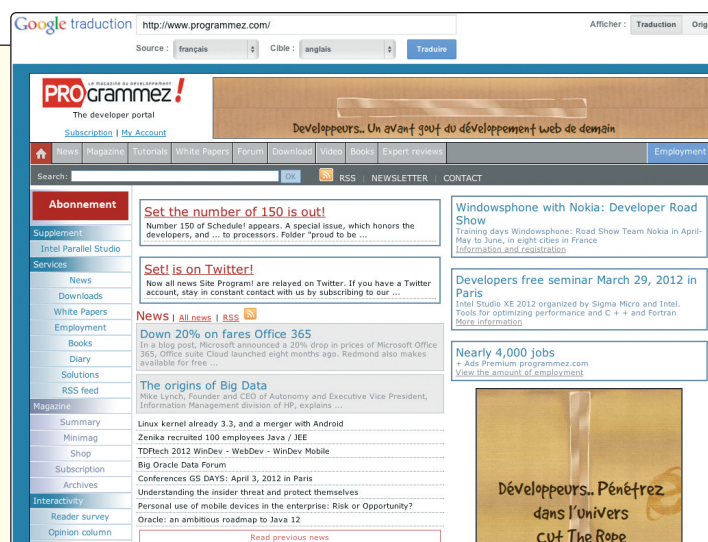 Google traduction
http://www.programmez.com/
Afficher :
Traduction
Orig
Source :
français
Cible :
anglais
Traduire
LE MAGAZINE DU DÉVELOPPEMENT
PROGRAMMEZ!
The developer portal
Subscription | My Account
Developpeurs.. Un avant gout du développement web de demain
News
Magazine
Tutorials
White Papers
Forum
Download
Video
Books
Expert reviews
Employment
Search:
OK
RSS | NEWSLETTER | CONTACT
Abonnement
Supplement
Intel Parallel Studio
Services
News
Downloads
White Papers
Employment
Books
Diary
Solutions
RSS feed
Magazine
Summary
Minimag
Shop
Subscription
Archives
Interactivity
Reader survey
Opinion column
Set the number of 150 is out!
Number 150 of Schedule! appears. A special issue, which honors the
developers, and ... to processors. Folder "proud to be ...
Set! is on Twitter!
Now all news Site Program! are relayed on Twitter. If you have a Twitter
account, stay in constant contact with us by subscribing to our ...
News | All news | RSS
Down 20% on fares Office 365
In a blog post, Microsoft announced a 20% drop in prices of Microsoft Office
365, Office suite Cloud launched eight months ago. Redmond also makes
available for free ...
The origins of Big Data
Mike Lynch, Founder and CEO of Autonomy and Executive Vice President,
Information Management division of HP, explains ...
Linux kernel already 3.3, and a merger with Android
Zenika recruited 100 employees Java / JEE
TDFtech 2012 WinDev - WebDev - WinDev Mobile
Big Oracle Data Forum
Conferences GS DAYS: April 3, 2012 in Paris
Understanding the insider threat and protect themselves
Personal use of mobile devices in the enterprise: Risk or Opportunity?
Oracle: an ambitious roadmap to Java 12
Read previous news
Windowsphone with Nokia: Developer Road
Show
Training days Windowsphone: Road Show Team Nokia in April-
May to June, in eight cities in France
Information and registration
Developers free seminar March 29, 2012 in
Paris
Intel Studio XE 2012 organized by Sigma Micro and Intel.
Tools for optimizing performance and C + + and Fortran
More information
Nearly 4,000 jobs
+ Ads Premium programmez.com
View the amount of employment
Développeurs.. Pénétrez
dans l'univers
CUT The Rope